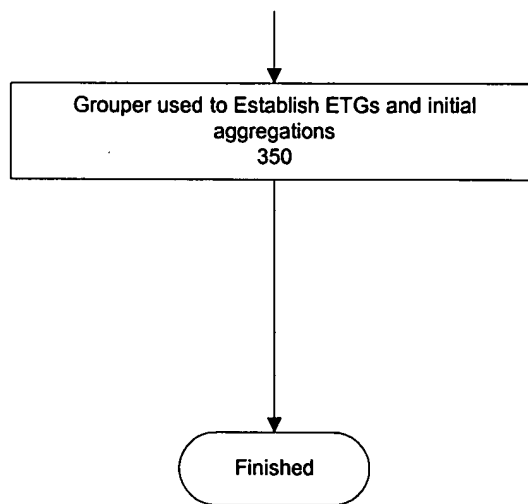 Grouper used to Establish ETGs and initial
aggregations
350
Finished